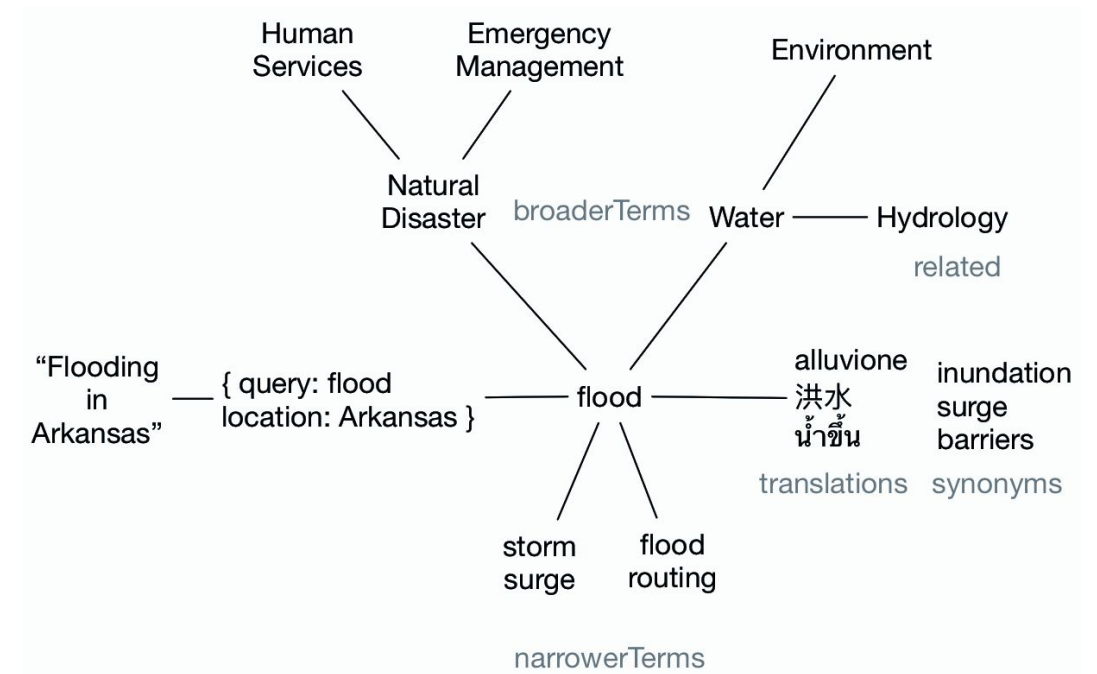 Human
Services
Emergency
Management
Environment
Natural
Disaster
broaderTerms
Water
Hydrology
related
“Flooding
in
Arkansas”
{ query: flood
location: Arkansas }
flood
alluvione
洪水
น้ำขึ้น
translations
inundation
surge
barriers
synonyms
storm
surge
flood
routing
narrowerTerms